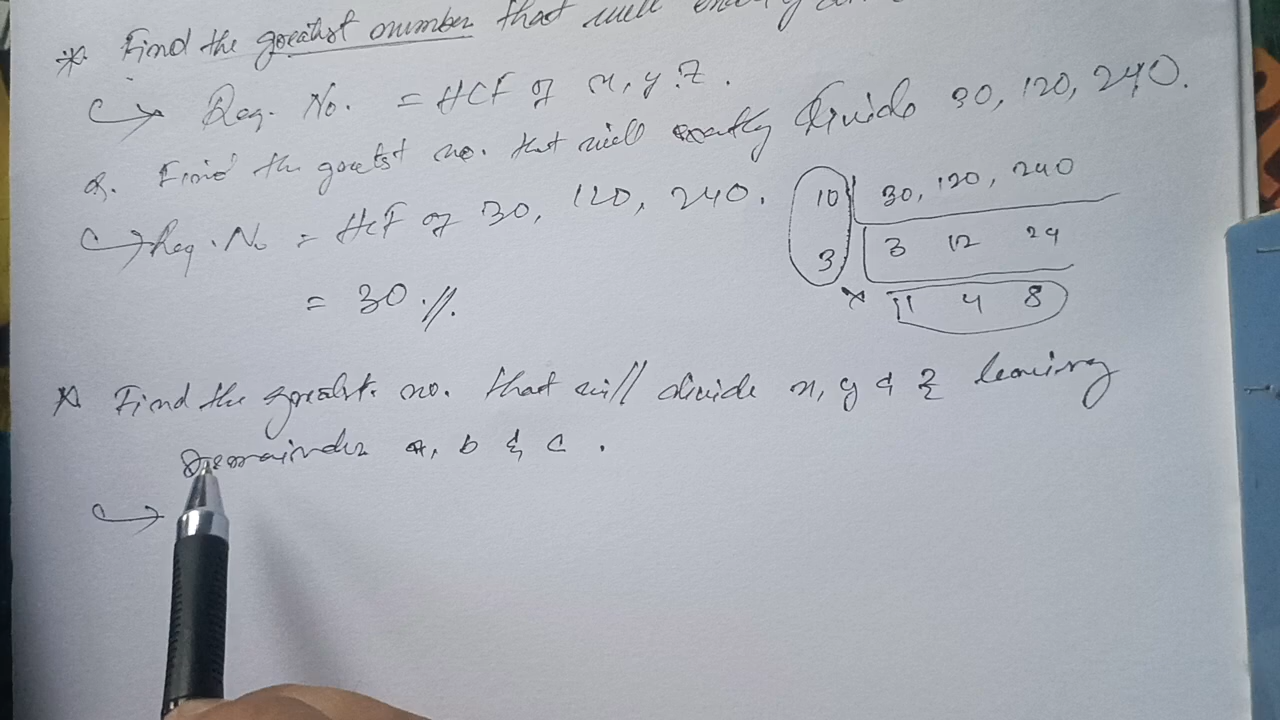 * Find the greatest number that will
↪ Req. No. = HCF of x, y, z.
Q. Find the greatest no. that will exactly divide 30, 120, 240.
↪ Req. No = HCF of 30, 120, 240.
= 30 //.
10 | 30, 120, 240
3 | 3 12 24
* 1 4 8
* Find the greatest no. that will divide x, y & z leaving
remainder a, b & c.
↪